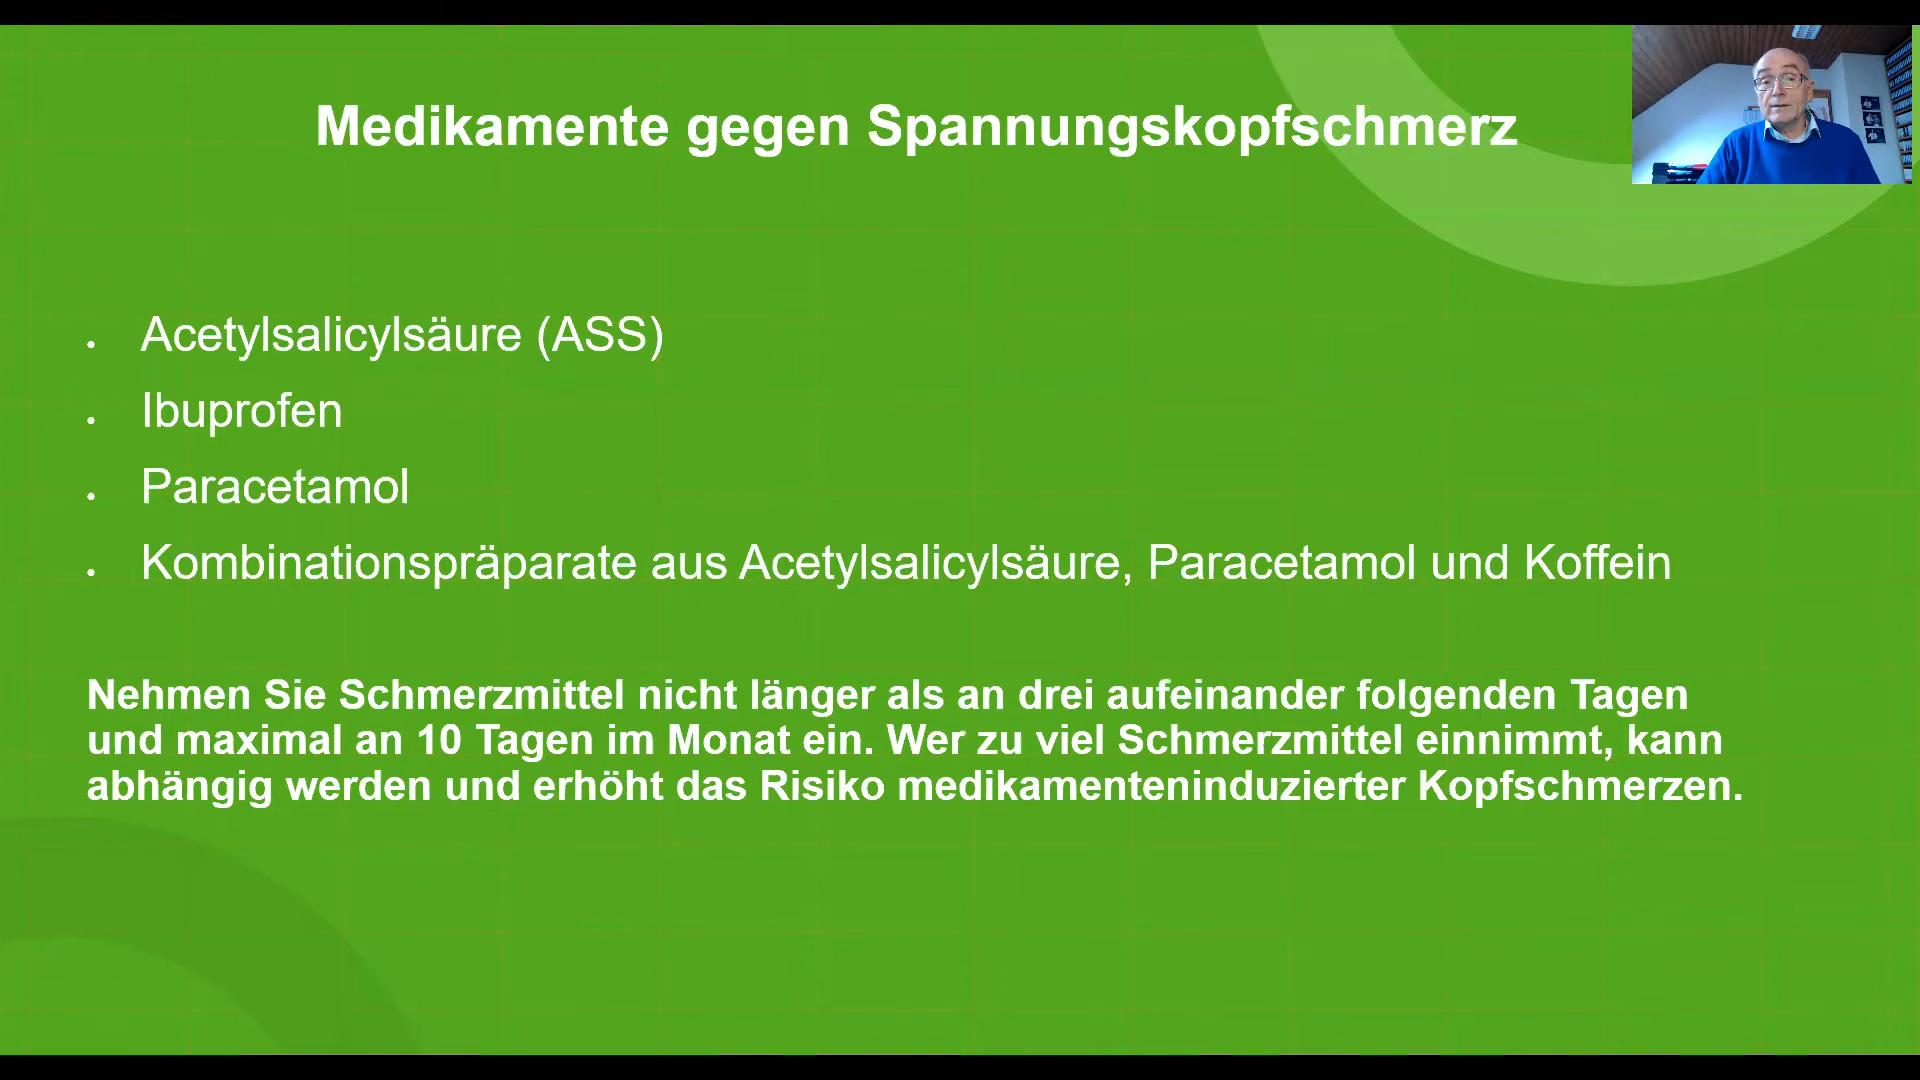 Medikamente gegen Spannungskopfschmerz
• Acetylsalicylsäure (ASS)
• Ibuprofen
• Paracetamol
• Kombinationspräparate aus Acetylsalicylsäure, Paracetamol und Koffein
Nehmen Sie Schmerzmittel nicht länger als an drei aufeinander folgenden Tagen
und maximal an 10 Tagen im Monat ein. Wer zu viel Schmerzmittel einnimmt, kann
abhängig werden und erhöht das Risiko medikamenteninduzierter Kopfschmerzen.